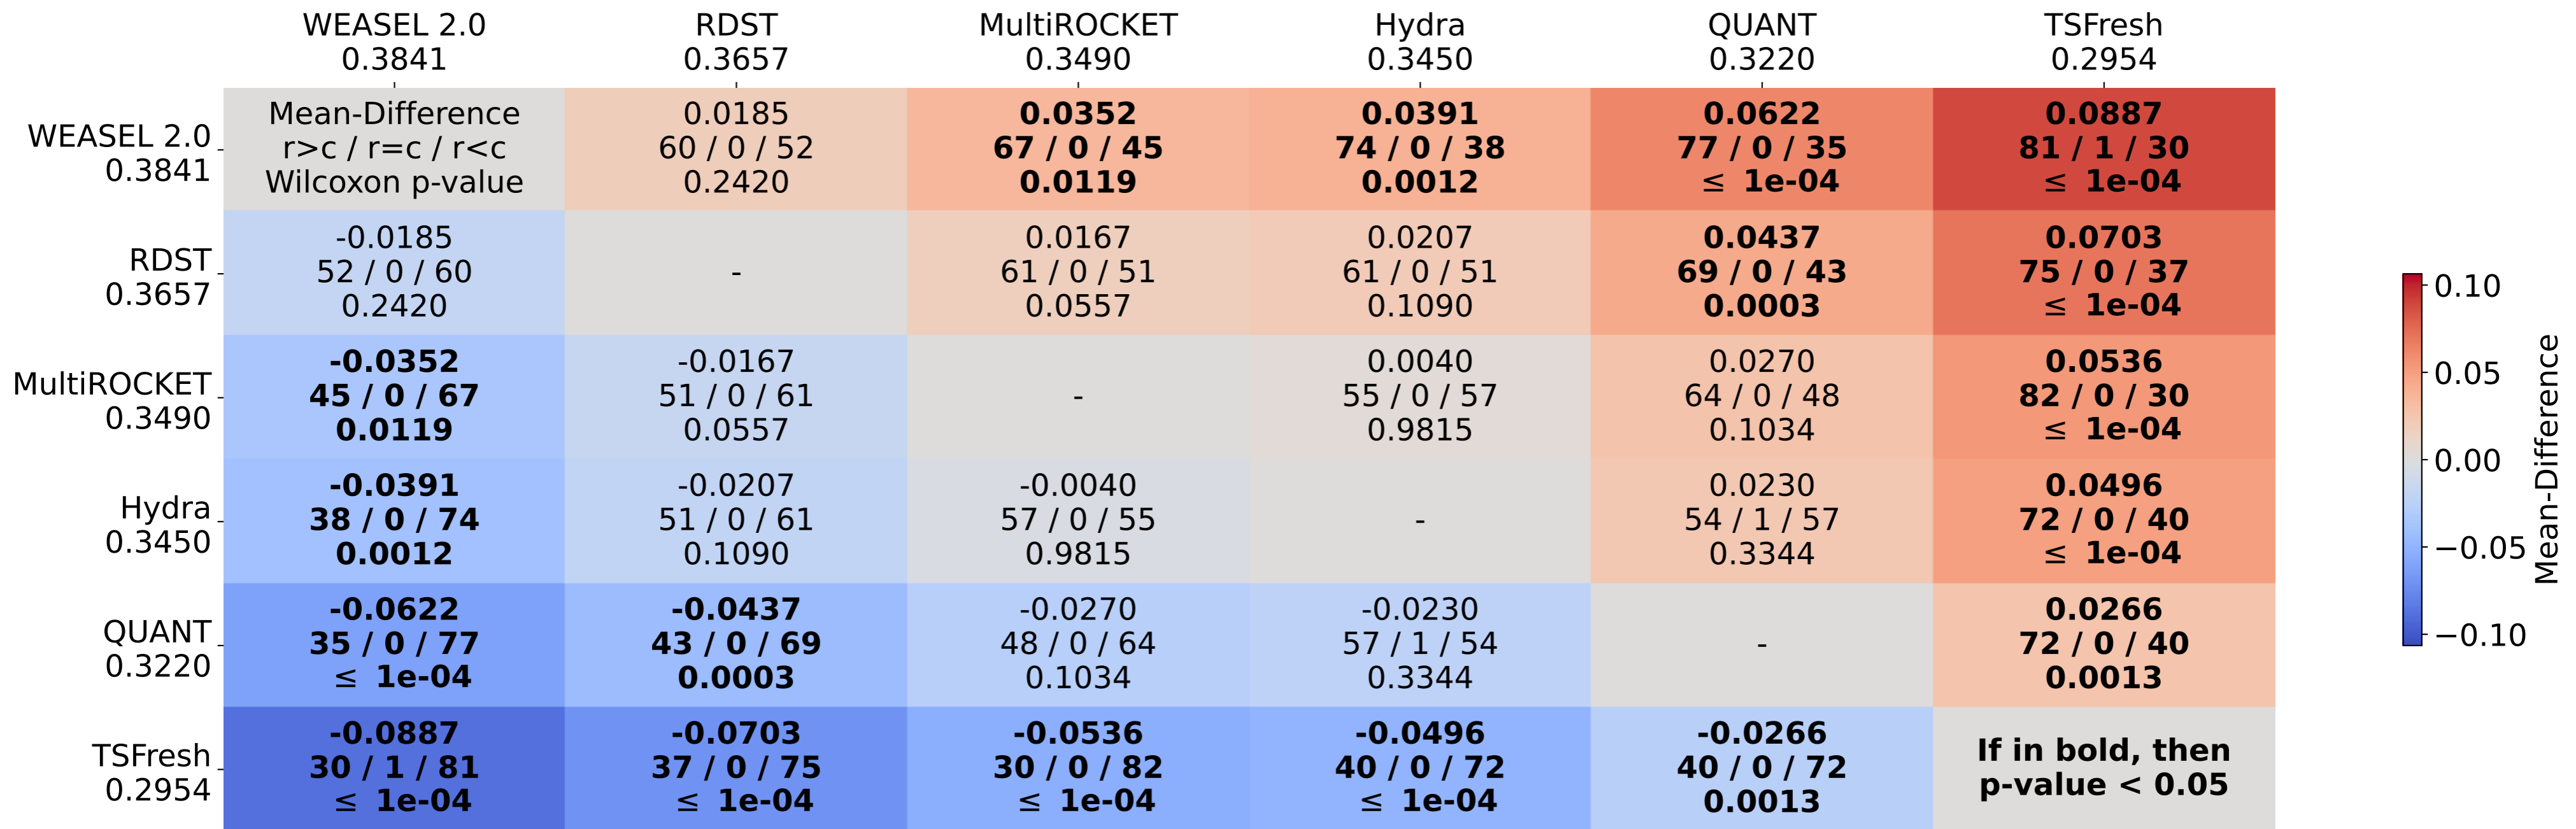 WEASEL 2.0 RDST MultiROCKET Hydra QUANT TSFresh
0.3841 0.3657 0.3490 0.3450 0.3220 0.2954
WEASEL 2.0
0.3841
Mean-Difference 0.0185 0.0352 0.0391 0.0622 0.0887
r>c / r=c / r<c 60 / 0 / 52 67 / 0 / 45 74 / 0 / 38 77 / 0 / 35 81 / 1 / 30
Wilcoxon p-value 0.2420 0.0119 0.0012 ≤ 1e-04 ≤ 1e-04
RDST
0.3657
-0.0185 0.0167 0.0207 0.0437 0.0703
52 / 0 / 60 - 61 / 0 / 51 61 / 0 / 51 69 / 0 / 43 75 / 0 / 37
0.2420 0.0557 0.1090 0.0003 ≤ 1e-04
MultiROCKET
0.3490
-0.0352 -0.0167 0.0040 0.0270 0.0536
45 / 0 / 67 51 / 0 / 61 - 55 / 0 / 57 64 / 0 / 48 82 / 0 / 30
0.0119 0.0557 0.9815 0.1034 ≤ 1e-04
Hydra
0.3450
-0.0391 -0.0207 -0.0040 0.0230 0.0496
38 / 0 / 74 51 / 0 / 61 57 / 0 / 55 - 54 / 1 / 57 72 / 0 / 40
0.0012 0.1090 0.9815 0.3344 ≤ 1e-04
QUANT
0.3220
-0.0622 -0.0437 -0.0270 -0.0230 0.0266
35 / 0 / 77 43 / 0 / 69 48 / 0 / 64 57 / 1 / 54 - 72 / 0 / 40
≤ 1e-04 0.0003 0.1034 0.3344 0.0013
TSFresh
0.2954
-0.0887 -0.0703 -0.0536 -0.0496 -0.0266
30 / 1 / 81 37 / 0 / 75 30 / 0 / 82 40 / 0 / 72 40 / 0 / 72
≤ 1e-04 ≤ 1e-04 ≤ 1e-04 ≤ 1e-04 0.0013
If in bold, then
p-value < 0.05
0.10
0.05
0.00
−0.05
−0.10
Mean-Difference